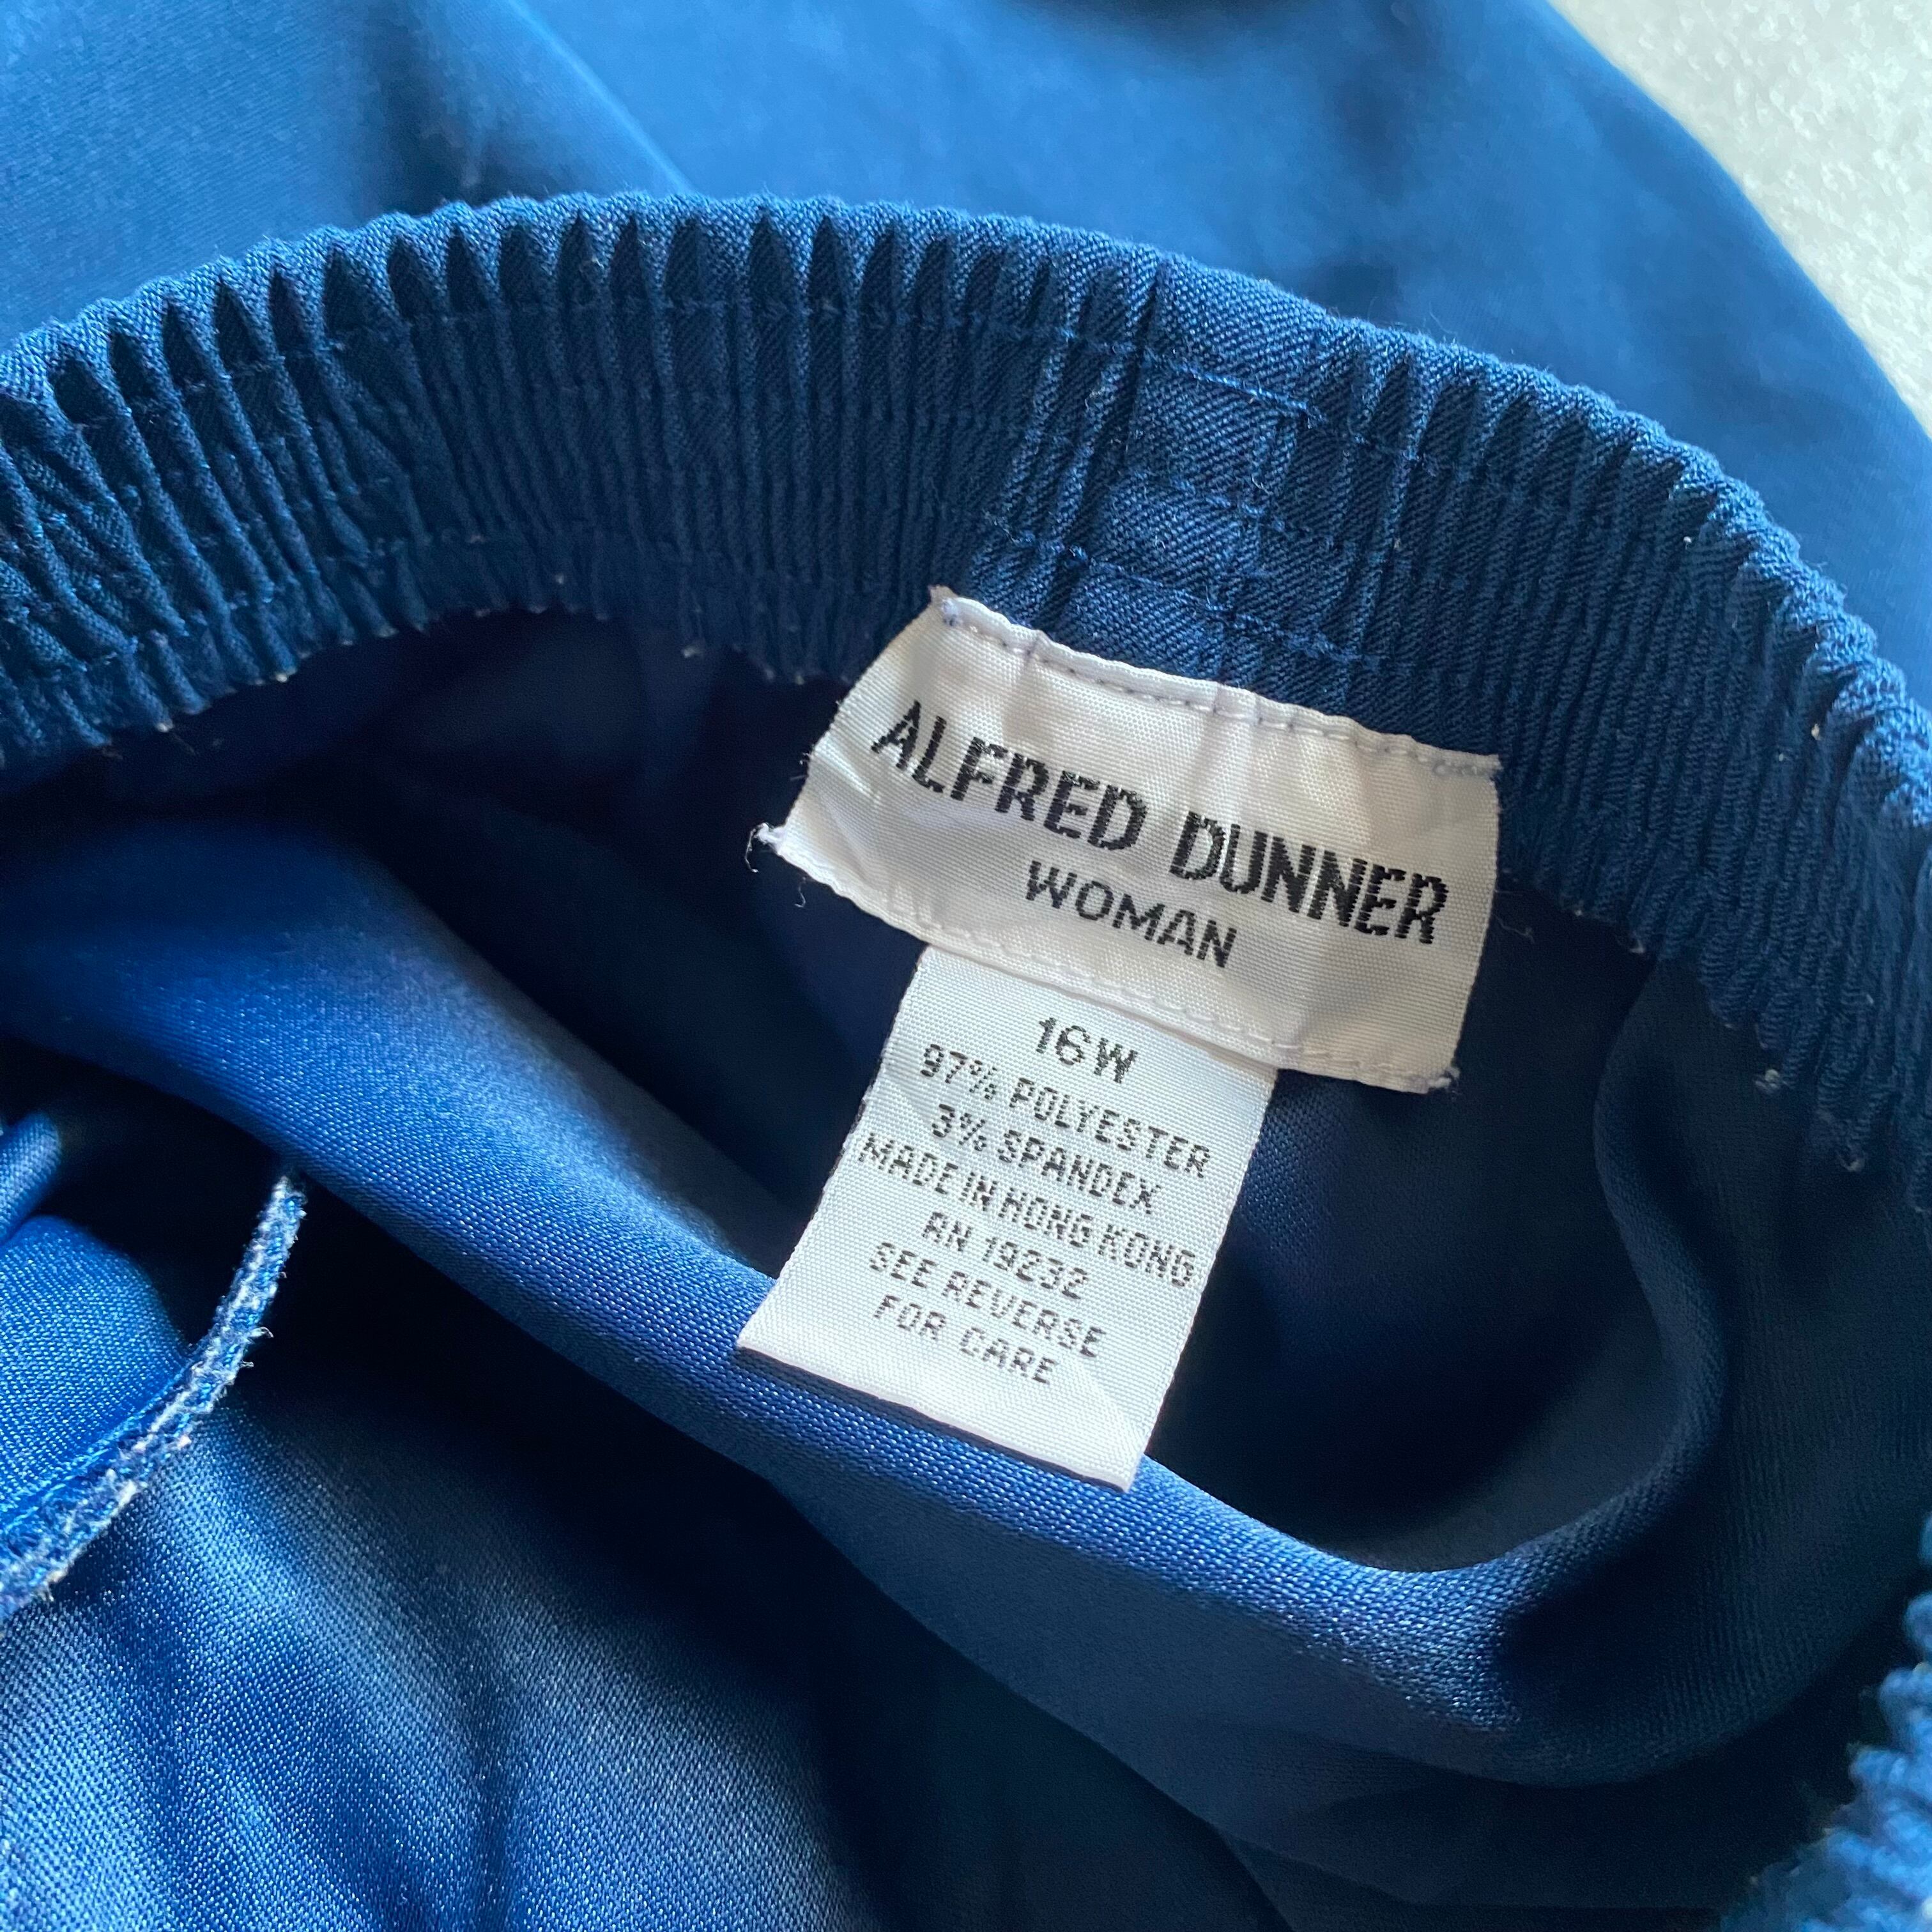 ALFRED DUNNER
WOMAN
16W
97% POLYESTER
3% SPANDEX
MADE IN HONG KONG
RN 19232
SEE REVERSE
FOR CARE